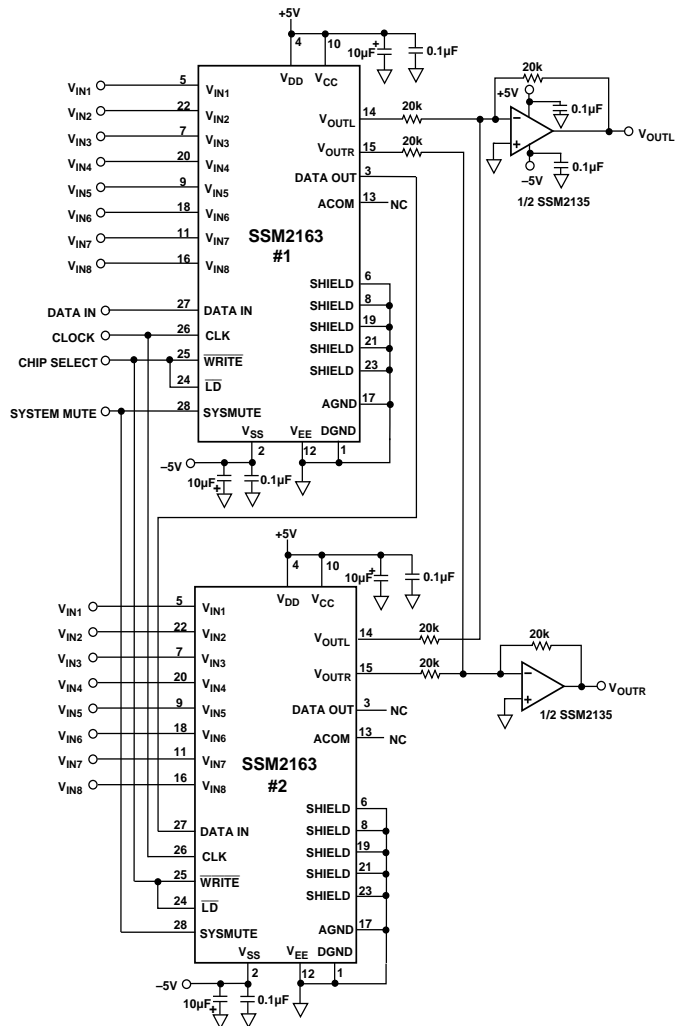 +5V
4
10
10µF
+
0.1µF
V_DD
V_CC
V_IN1
5
V_IN1
V_IN2
22
V_IN2
V_IN3
7
V_IN3
V_IN4
20
V_IN4
V_IN5
9
V_IN5
V_IN6
18
V_IN6
V_IN7
11
V_IN7
V_IN8
16
V_IN8
SSM2163
#1
DATA IN
27
DATA IN
CLOCK
26
CLK
CHIP SELECT
25
WRITE
24
LD
SYSTEM MUTE
28
SYSMUTE
V_OUTL
14
20k
V_OUTR
15
20k
DATA OUT
3
ACOM
13
NC
SHIELD
6
SHIELD
8
SHIELD
19
SHIELD
21
SHIELD
23
AGND
17
V_SS
V_EE
DGND
2
12
1
–5V
10µF
+
0.1µF
20k
+5V
0.1µF
–
+
V_OUTL
0.1µF
–5V
1/2 SSM2135
+5V
4
10
10µF
+
0.1µF
V_DD
V_CC
V_IN1
5
V_IN1
V_IN2
22
V_IN2
V_IN3
7
V_IN3
V_IN4
20
V_IN4
V_IN5
9
V_IN5
V_IN6
18
V_IN6
V_IN7
11
V_IN7
V_IN8
16
V_IN8
SSM2163
#2
27
DATA IN
26
CLK
25
WRITE
24
LD
28
SYSMUTE
V_OUTL
14
20k
V_OUTR
15
20k
DATA OUT
3
NC
ACOM
13
NC
SHIELD
6
SHIELD
8
SHIELD
19
SHIELD
21
SHIELD
23
AGND
17
V_SS
V_EE
DGND
2
12
1
–5V
10µF
+
0.1µF
20k
–
+
V_OUTR
1/2 SSM2135